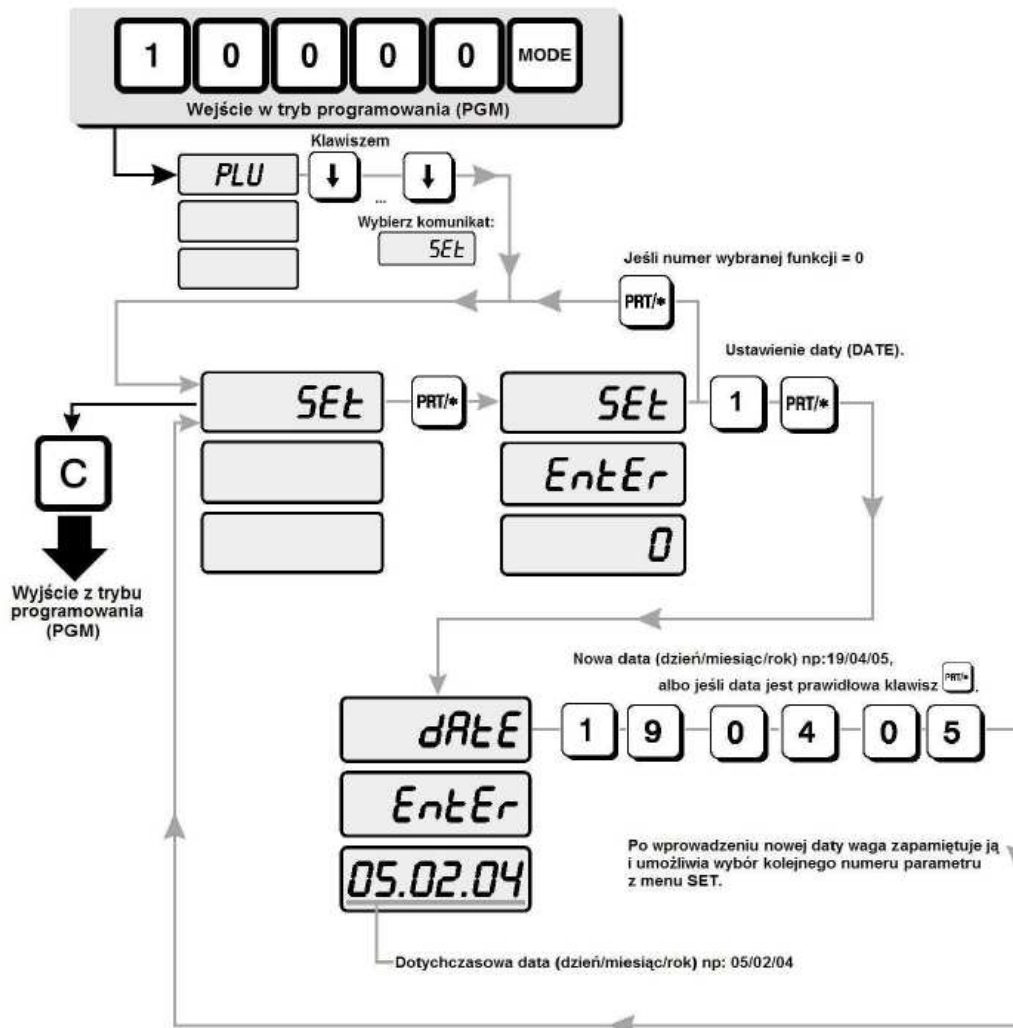 1 0 0 0 0 MODE
Wejście w tryb programowania (PGM)
Klawiszem
PLU ↓ ... ↓
Wybierz komunikat:
SEt
Jeśli numer wybranej funkcji = 0
PRT/*
Ustawienie daty (DATE).
SEt PRT/* SEt 1 PRT/*
EntEr
0
C
Wyjście z trybu
programowania
(PGM)
Nowa data (dzień/miesiąc/rok) np:19/04/05,
albo jeśli data jest prawidłowa klawisz PRT/* .
dAtE 1 9 0 4 0 5
EntEr
05.02.04
Po wprowadzeniu nowej daty waga zapamiętuje ją
i umożliwia wybór kolejnego numeru parametru
z menu SET.
Dotychczasowa data (dzień/miesiąc/rok) np: 05/02/04